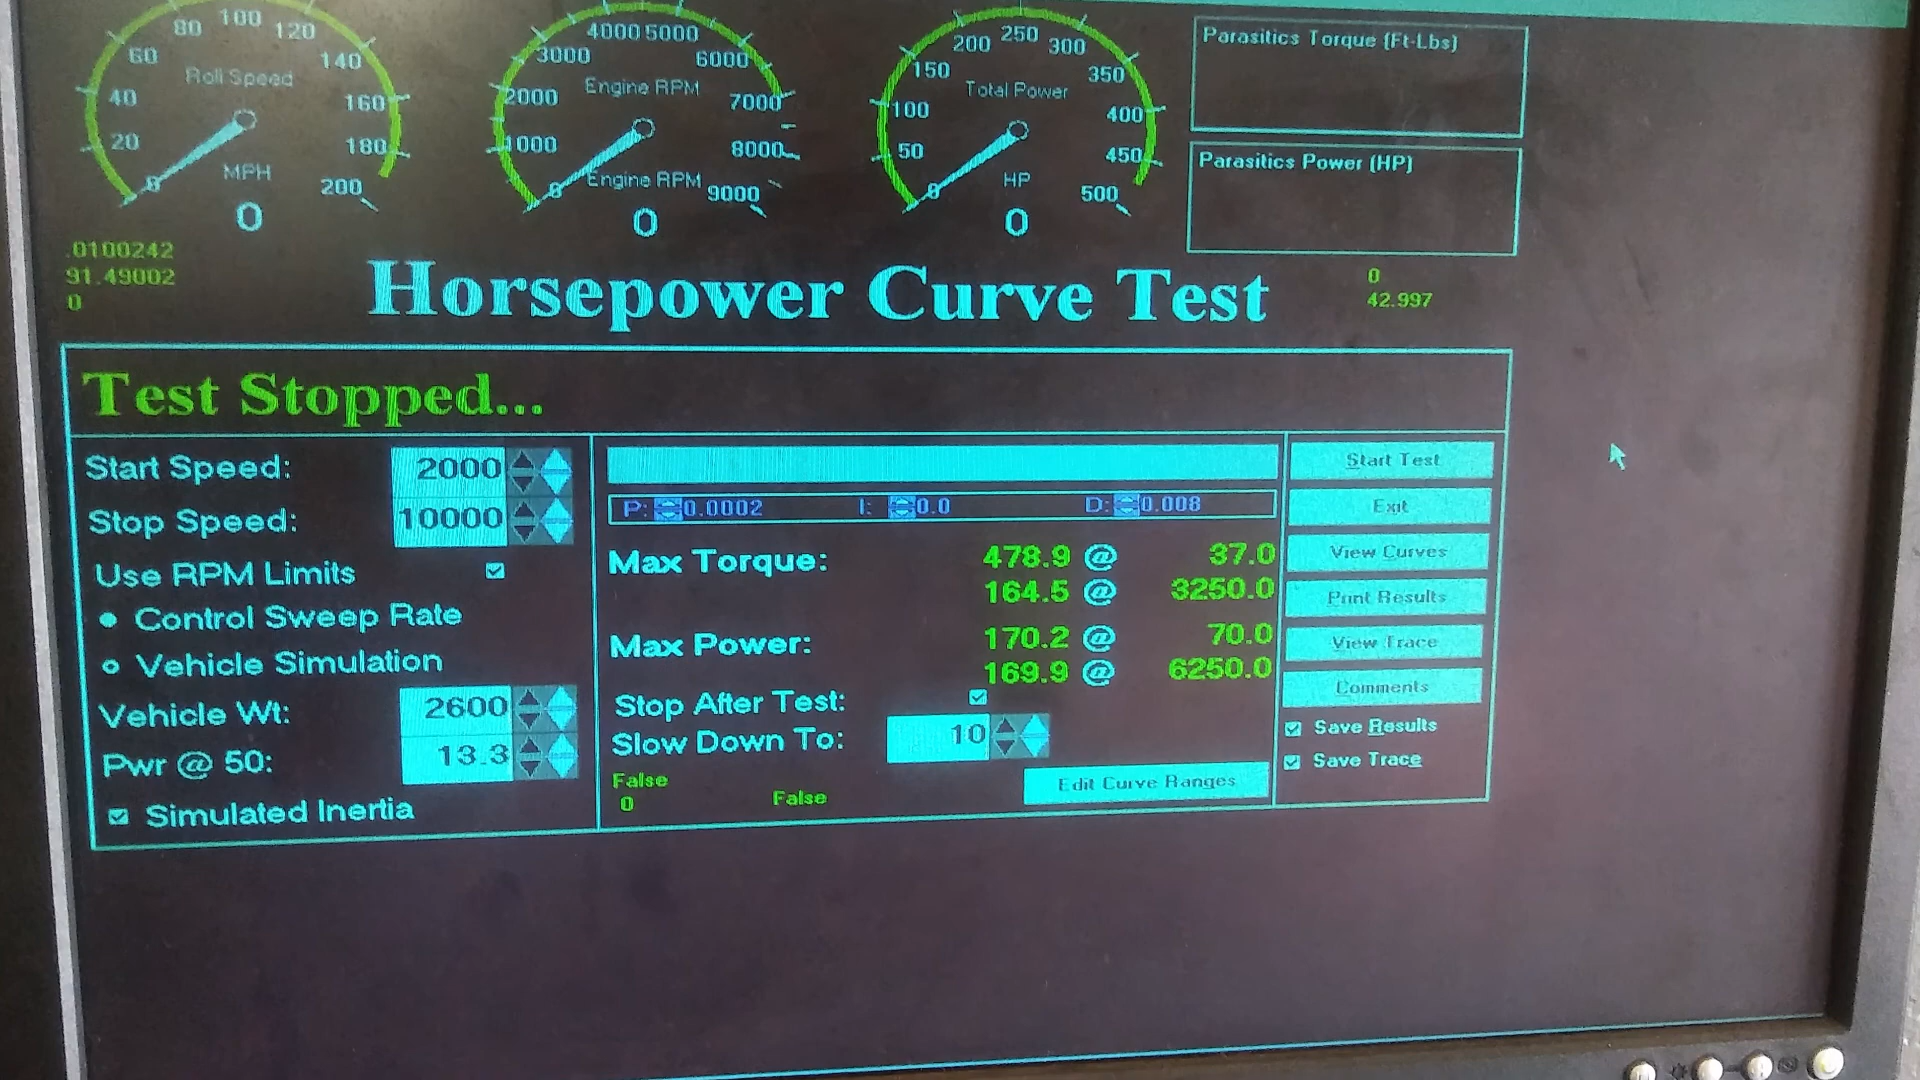 0 20 40 60 80 100 120 140 160 180 200
Roll Speed
MPH
0
0 1000 2000 3000 4000 5000 6000 7000 8000 9000
Engine RPM
Engine RPM
0
0 50 100 150 200 250 300 350 400 450 500
Total Power
HP
0
Parasitics Torque (Ft-Lbs)
Parasitics Power (HP)
.0100242
91.49002
0
Horsepower Curve Test
0
42.997
Test Stopped...
Start Speed: 2000
Stop Speed: 10000
Use RPM Limits
Control Sweep Rate
Vehicle Simulation
Vehicle Wt: 2600
Pwr @ 50: 13.3
Simulated Inertia
P: 0.0002 I: 0.0 D: 0.008
Max Torque: 478.9 @ 37.0
164.5 @ 3250.0
Max Power: 170.2 @ 70.0
169.9 @ 6250.0
Stop After Test:
Slow Down To: 10
False
0
False
Edit Curve Ranges
Start Test
Exit
View Curves
Print Results
View Trace
Comments
Save Results
Save Trace